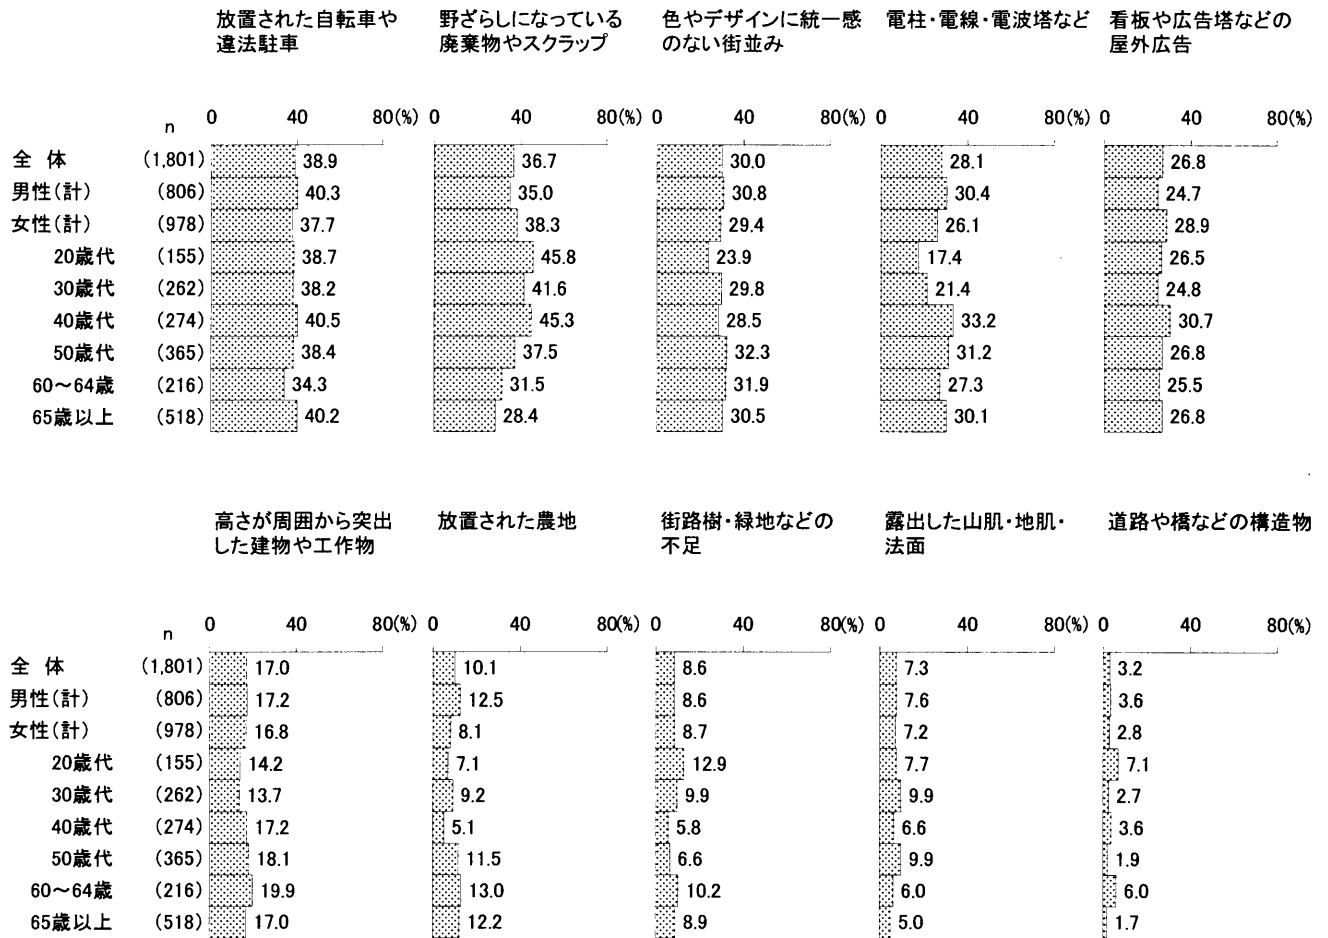 放置された自転車や 野ざらしになっている 色やデザインに統一感 電柱・電線・電波塔など 看板や広告塔などの
違法駐車 廃棄物やスクラップ のない街並み 屋外広告
n 0 40 80(%) 0 40 80(%) 0 40 80(%) 0 40 80(%) 0 40 80(%)
全 体 (1,801) 38.9 36.7 30.0 28.1 26.8
男性(計) (806) 40.3 35.0 30.8 30.4 24.7
女性(計) (978) 37.7 38.3 29.4 26.1 28.9
20歳代 (155) 38.7 45.8 23.9 17.4 26.5
30歳代 (262) 38.2 41.6 29.8 21.4 24.8
40歳代 (274) 40.5 45.3 28.5 33.2 30.7
50歳代 (365) 38.4 37.5 32.3 31.2 26.8
60～64歳 (216) 34.3 31.5 31.9 27.3 25.5
65歳以上 (518) 40.2 28.4 30.5 30.1 26.8
高さが周囲から突出 放置された農地 街路樹・緑地などの 露出した山肌・地肌・ 道路や橋などの構造物
した建物や工作物 不足 法面
n 0 40 80(%) 0 40 80(%) 0 40 80(%) 0 40 80(%) 0 40 80(%)
全 体 (1,801) 17.0 10.1 8.6 7.3 3.2
男性(計) (806) 17.2 12.5 8.6 7.6 3.6
女性(計) (978) 16.8 8.1 8.7 7.2 2.8
20歳代 (155) 14.2 7.1 12.9 7.7 7.1
30歳代 (262) 13.7 9.2 9.9 9.9 2.7
40歳代 (274) 17.2 5.1 5.8 6.6 3.6
50歳代 (365) 18.1 11.5 6.6 9.9 1.9
60～64歳 (216) 19.9 13.0 10.2 6.0 6.0
65歳以上 (518) 17.0 12.2 8.9 5.0 1.7